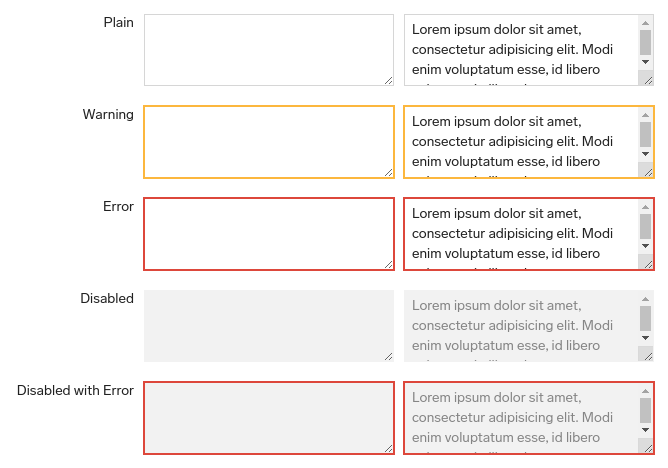 Plain
Lorem ipsum dolor sit amet,
consectetur adipisicing elit. Modi
enim voluptatum esse, id libero
Warning
Lorem ipsum dolor sit amet,
consectetur adipisicing elit. Modi
enim voluptatum esse, id libero
Error
Lorem ipsum dolor sit amet,
consectetur adipisicing elit. Modi
enim voluptatum esse, id libero
Disabled
Lorem ipsum dolor sit amet,
consectetur adipisicing elit. Modi
enim voluptatum esse, id libero
Disabled with Error
Lorem ipsum dolor sit amet,
consectetur adipisicing elit. Modi
enim voluptatum esse, id libero